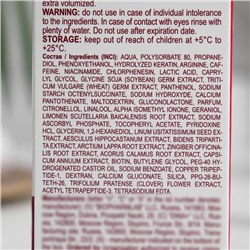 extra volumized.
WARNING: do not use in case of individual intolerance
to the ingredients. In case of contact with eyes rinse with
plenty of water. Do not use after expiration date.
STORAGE: keep out of reach of children at +5°C to
+25°C.
Состав / Ingredients (INCI): AQUA, POLYSORBATE 80, PROPANE-
DIOL, PHENOXYETHANOL, HYDROLYZED KERATIN, ARGININE, CAF-
FEINE, NIACINAMIDE, CHLORPHENESIN, LACTIC ACID, CAPRY-
LYL GLYCOL, GLYCINE SOJA (SOYBEAN) GERM EXTRACT, TRITI-
CUM VULGARE (WHEAT) GERM EXTRACT, PANTHENOL, SODIUM
STARCH OCTENYLSUCCINATE, SODIUM HYDROXIDE, CALCIUM
PANTOTHENATE, MALTODEXTRIN, GLUCONOLACTONE, PARFUM,
CITRONELLOL, LINALOOL, ALPHA ISOMETHYL IONONE, GERANIOL,
LIMONEN SCUTELLARIA BAICALENSIS ROOT EXTRACT, SODIUM
ASCORBYL PHOSPHATE, TOCOPHERYL ACETATE, PYRIDOXINE
HCL, GLYCERIN, 1,2-HEXANEDIOL, LINUM USITATISSIMUM SEED EX-
TRACT, AESCULUS HIPPOCASTANUM EXTRACT, BIDENS TRIPARTI-
TA EXTRACT, ARCTIUM LAPPA ROOT EXTRACT, ZINGIBER OFFICINA-
LIS ROOT EXTRACT, ACORUS CALAMUS ROOT EXTRACT, CAPSI-
CUM ANNUUM EXTRACT, BIOTIN, BUTYLENE GLYCOL, PEG-40 HY-
DROGENATED CASTOR OIL, SODIUM BENZOATE, COPPER TRIPEP-
TIDE-1, DEXTRAN, CALCIUM GLUCONATE, SILICA, PPG-26-BU-
TETH-26, TRIFOLIUM PRATENSE (CLOVER) FLOWER EXTRACT,
ACETYL TETRAPEPTIDE-3, TETRASODIUM EDTA